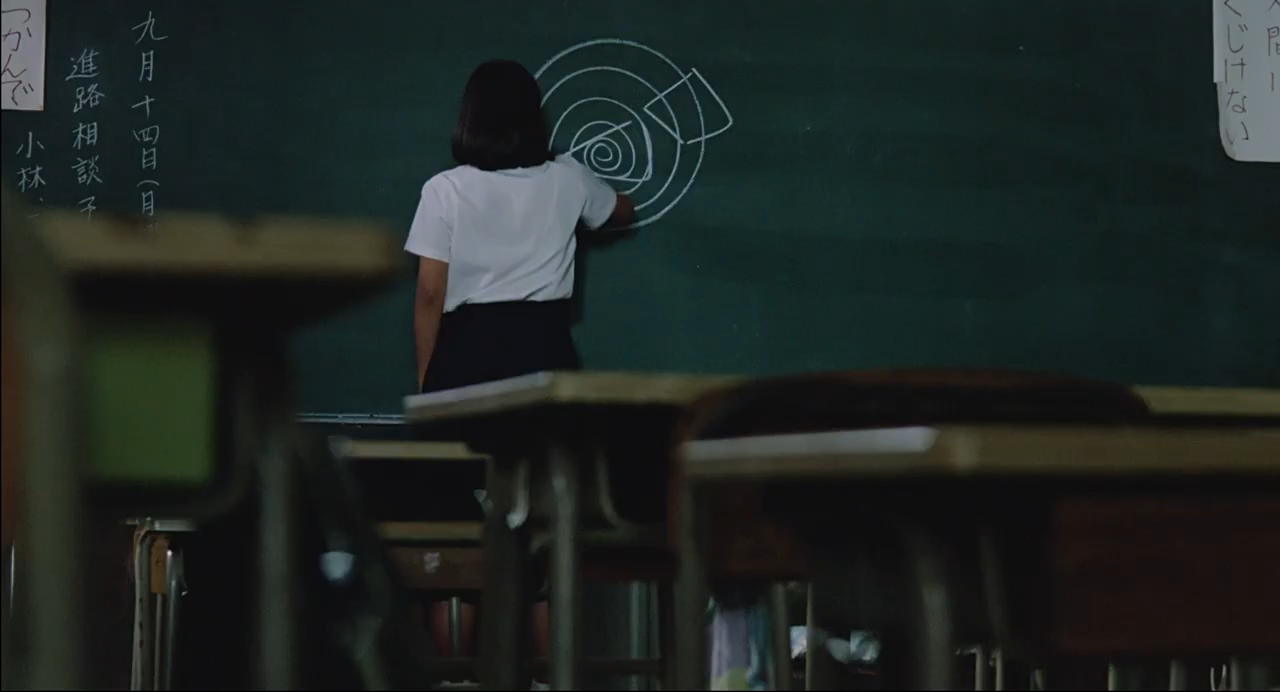 くじけない
九月十四日(月
進路相談子
小林
つかんで